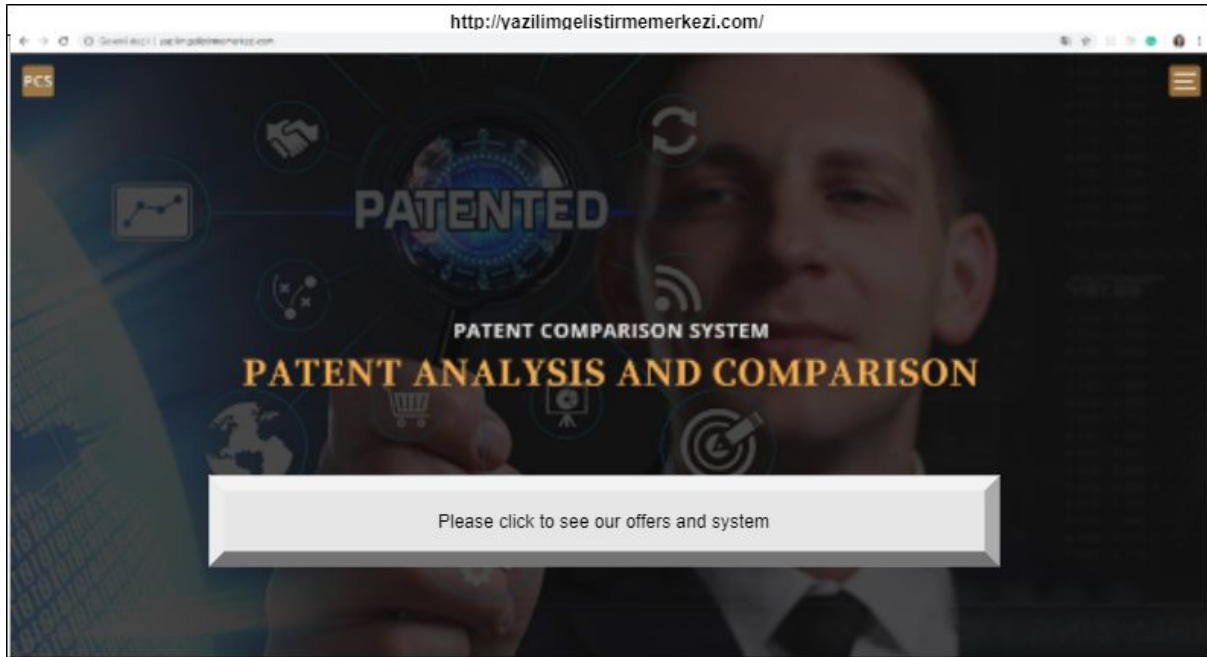 http://yazilimgelistirmemerkezi.com/
PCS
PATENTED
PATENT COMPARISON SYSTEM
PATENT ANALYSIS AND COMPARISON
Please click to see our offers and system